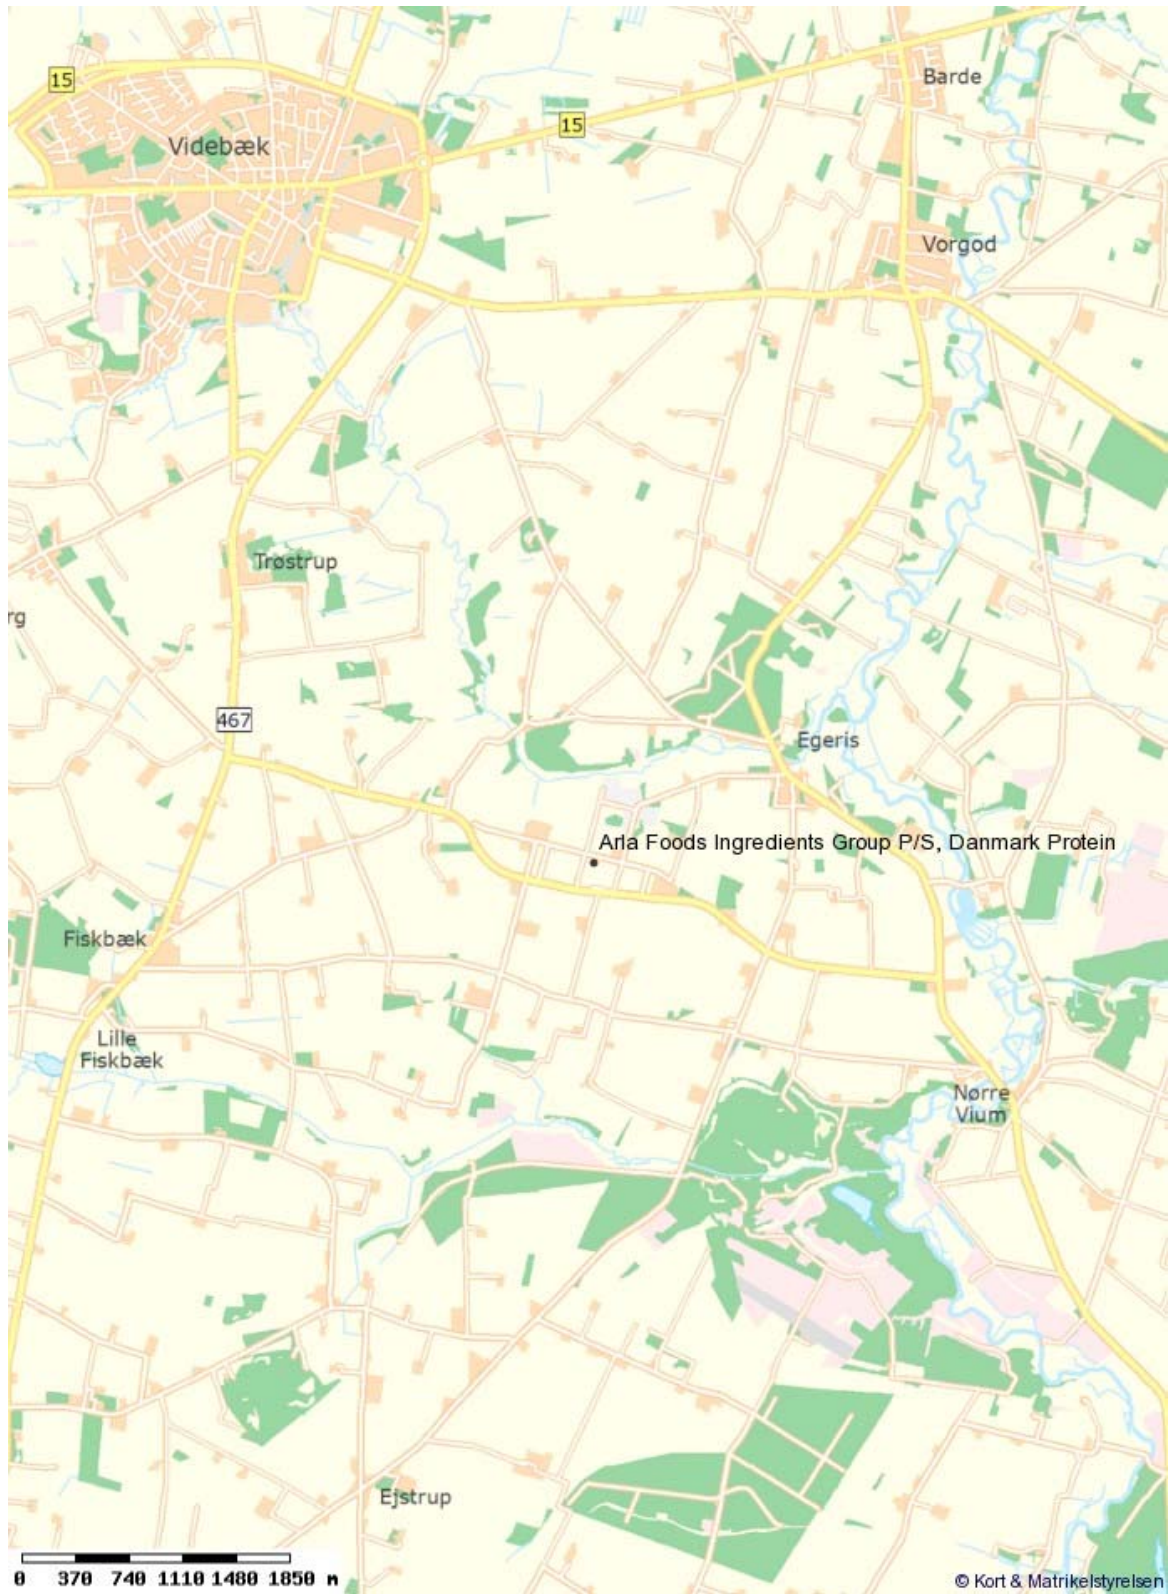 15
Barde
15
Videbæk
Vorgod
Trøstrup
rg
467
Egeris
Arla Foods Ingredients Group P/S, Danmark Protein
Fiskbæk
Lille
Fiskbæk
Nørre
Vium
Ejstrup
0 370 740 1110 1480 1850 m
© Kort & Matrikelstyrelsen